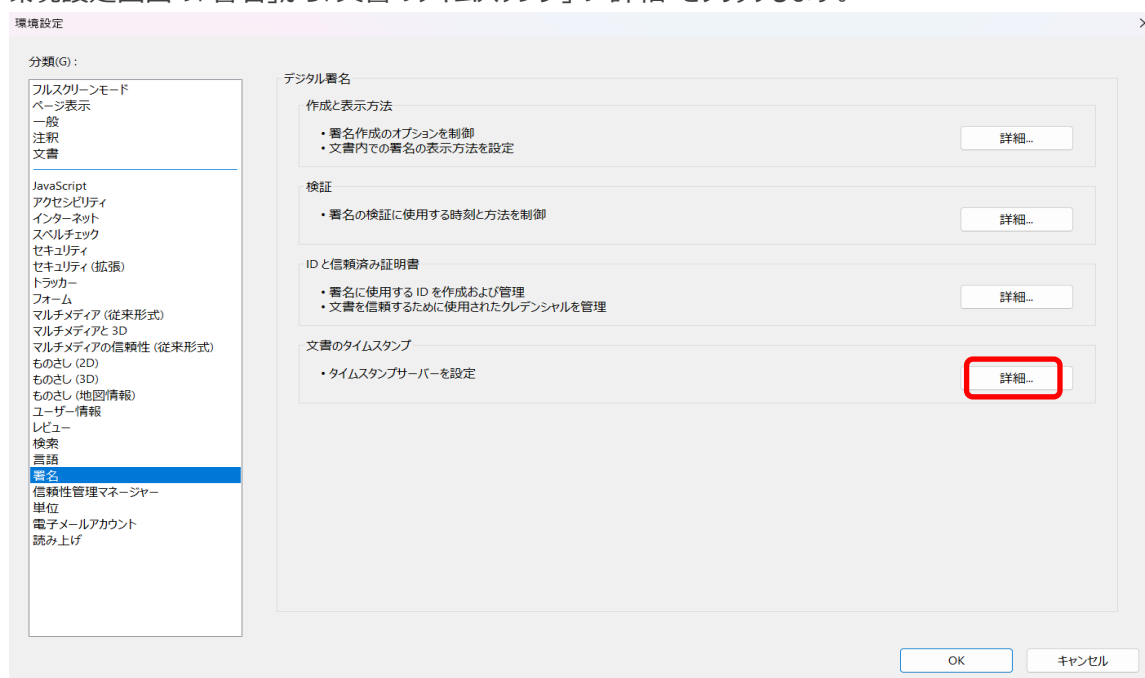 環境設定
分類(G) :
フルスクリーンモード
ページ表示
一般
注釈
文書
JavaScript
アクセシビリティ
インターネット
スペルチェック
セキュリティ
セキュリティ (拡張)
トラッカー
フォーム
マルチメディア (従来形式)
マルチメディアと 3D
マルチメディアの信頼性 (従来形式)
ものさし (2D)
ものさし (3D)
ものさし (地図情報)
ユーザー情報
レビュー
検索
言語
署名
信頼性管理マネージャー
単位
電子メールアカウント
読み上げ
デジタル署名
作成と表示方法
・署名作成のオプションを制御
・文書内での署名の表示方法を設定
詳細...
検証
・署名の検証に使用する時刻と方法を制御
詳細...
ID と信頼済み証明書
・署名に使用する ID を作成および管理
・文書を信頼するために使用されたクレデンシャルを管理
詳細...
文書のタイムスタンプ
・タイムスタンプサーバーを設定
詳細...
OK
キャンセル